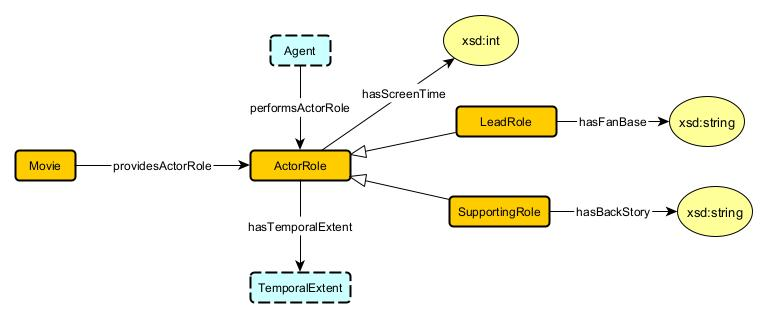 xsd:int
Agent
hasScreenTime
performsActorRole
LeadRole
hasFanBase
xsd:string
Movie
providesActorRole
ActorRole
SupportingRole
hasBackStory
xsd:string
hasTemporalExtent
TemporalExtent